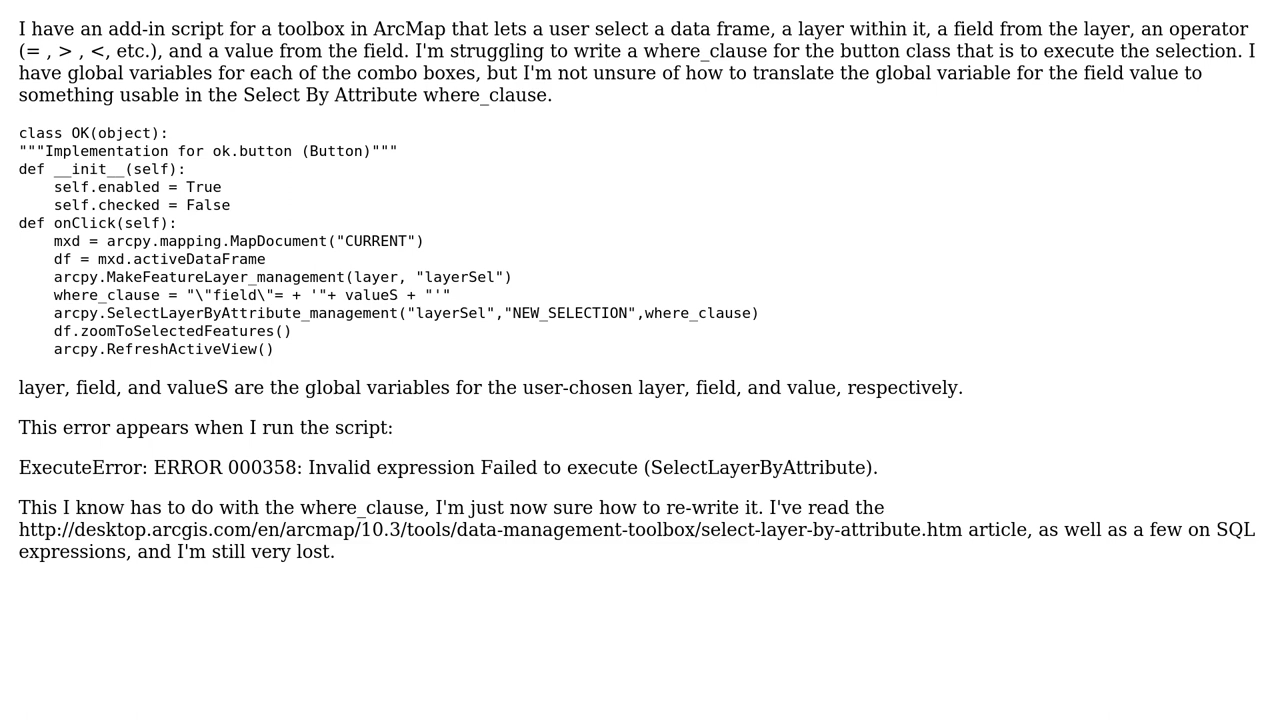 I have an add-in script for a toolbox in ArcMap that lets a user select a data frame, a layer within it, a field from the layer, an operator
(= , > , <, etc.), and a value from the field. I'm struggling to write a where_clause for the button class that is to execute the selection. I
have global variables for each of the combo boxes, but I'm not unsure of how to translate the global variable for the field value to
something usable in the Select By Attribute where_clause.
class OK(object):
"""Implementation for ok.button (Button)"""
def __init__(self):
    self.enabled = True
    self.checked = False
def onClick(self):
    mxd = arcpy.mapping.MapDocument("CURRENT")
    df = mxd.activeDataFrame
    arcpy.MakeFeatureLayer_management(layer, "layerSel")
    where_clause = "\"field\"= + '"+ valueS + "'"
    arcpy.SelectLayerByAttribute_management("layerSel","NEW_SELECTION",where_clause)
    df.zoomToSelectedFeatures()
    arcpy.RefreshActiveView()
layer, field, and valueS are the global variables for the user-chosen layer, field, and value, respectively.
This error appears when I run the script:
ExecuteError: ERROR 000358: Invalid expression Failed to execute (SelectLayerByAttribute).
This I know has to do with the where_clause, I'm just now sure how to re-write it. I've read the
http://desktop.arcgis.com/en/arcmap/10.3/tools/data-management-toolbox/select-layer-by-attribute.htm article, as well as a few on SQL
expressions, and I'm still very lost.